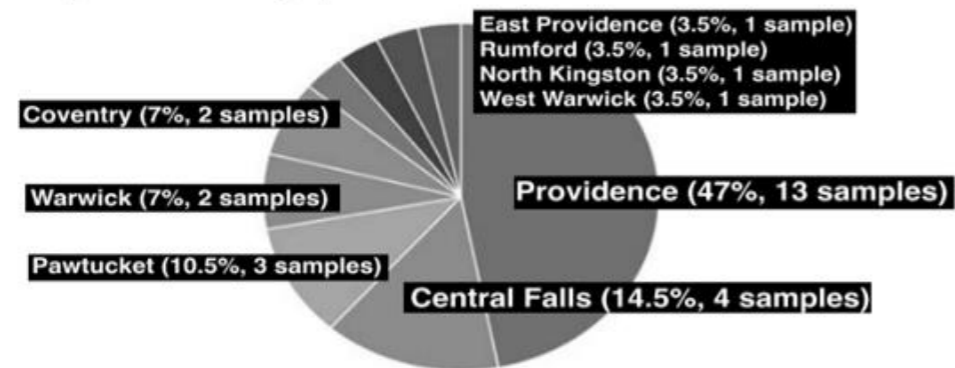 East Providence (3.5%, 1 sample)
Rumford (3.5%, 1 sample)
North Kingston (3.5%, 1 sample)
West Warwick (3.5%, 1 sample)
Coventry (7%, 2 samples)
Providence (47%, 13 samples)
Warwick (7%, 2 samples)
Pawtucket (10.5%, 3 samples)
Central Falls (14.5%, 4 samples)